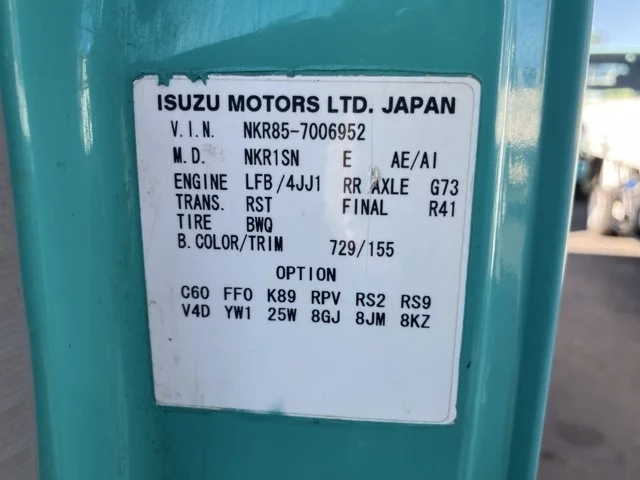 ISUZU MOTORS LTD. JAPAN
V.I.N. NKR85-7006952
M.D. NKR1SN E AE/AI
ENGINE LFB/4JJ1 RR AXLE G73
TRANS. RST FINAL R41
TIRE BWQ
B.COLOR/TRIM 729/155
OPTION
C60 FF0 K89 RPV RS2 RS9
V4D YW1 25W 8GJ 8JM 8KZ